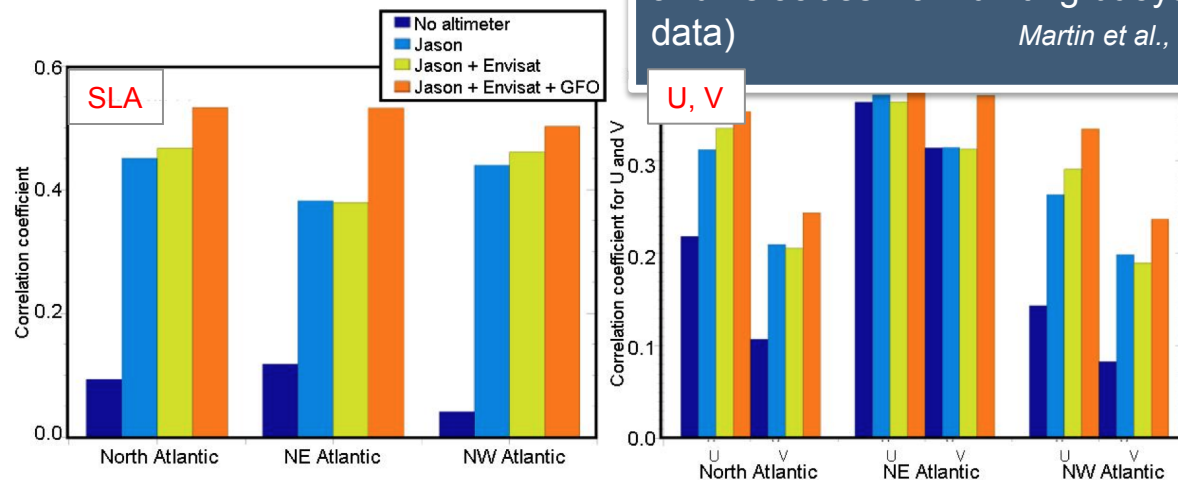 No altimeter
Jason
Jason + Envisat
Jason + Envisat + GFO
data)
Martin et al.,
SLA
U, V
Correlation coefficient
0.6
0.4
0.2
0.0
North Atlantic
NE Atlantic
NW Atlantic
Correlation coefficient for U and V
0.3
0.2
0.1
0.0
U V U V U V
North Atlantic
NE Atlantic
NW Atlantic